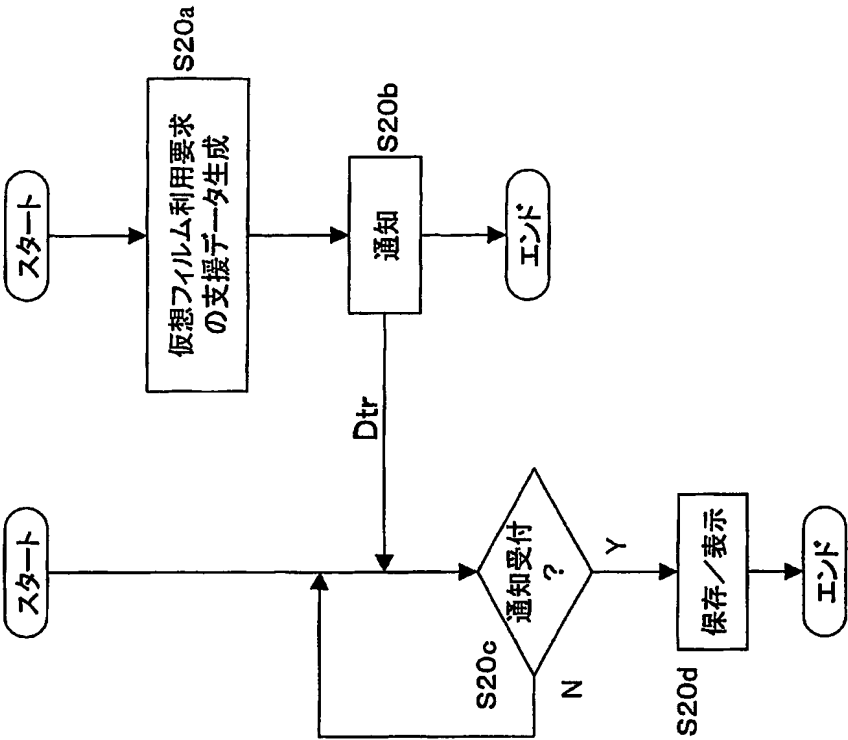 スタート
仮想フィルム利用要求
の支援データ生成
S20a
通知
S20b
エンド
Dtr
スタート
通知受付
?
S20c
Y
N
保存/表示
S20d
エンド